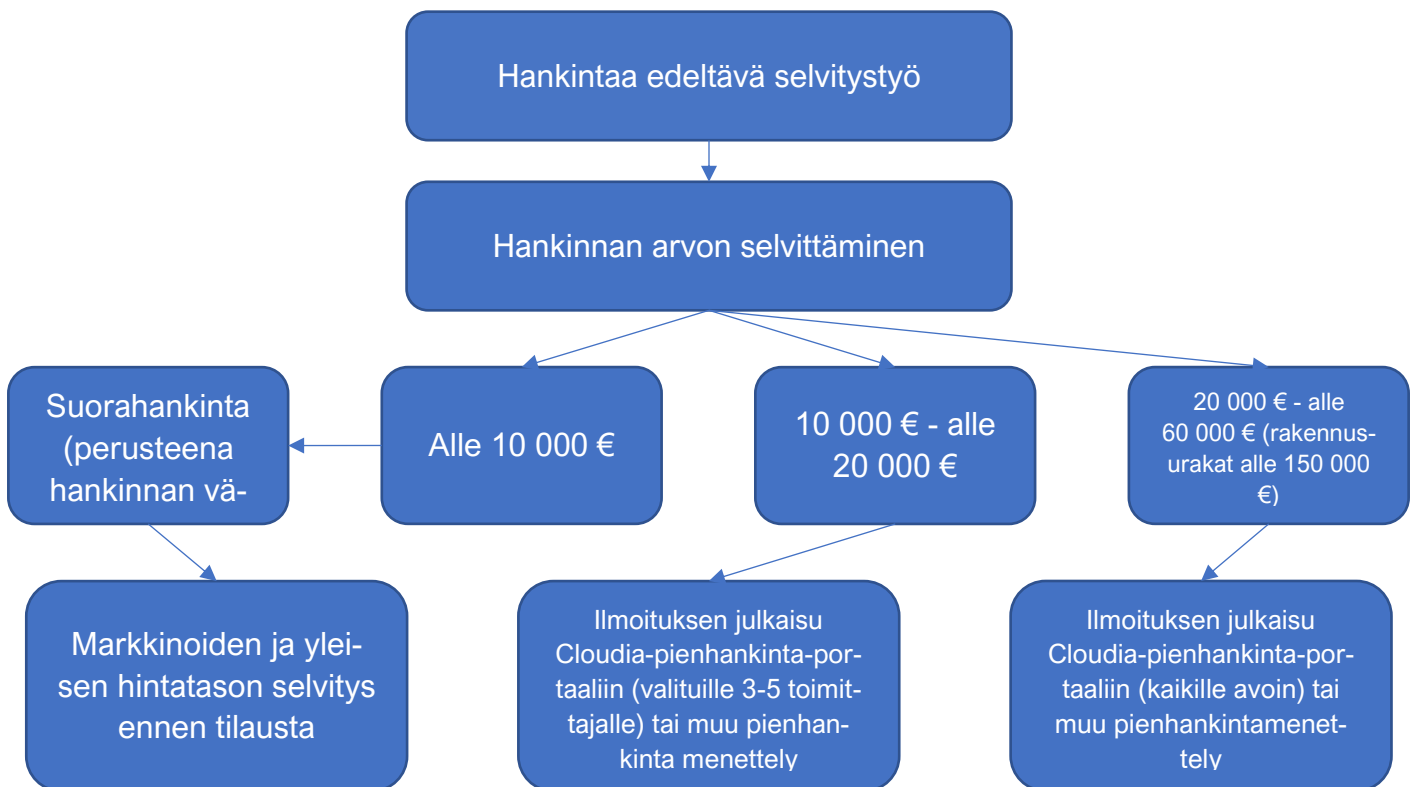 Hankintaa edeltävä selvitystyö
Hankinnan arvon selvittäminen
Suorahankinta
(perusteena
hankinnan vä-
Alle 10 000 €
10 000 € - alle
20 000 €
20 000 € - alle
60 000 € (rakennus-
urakat alle 150 000
€)
Markkinoiden ja ylei-
sen hintatason selvitys
ennen tilausta
Ilmoituksen julkaisu
Cloudia-pienhankinta-por-
taaliin (valituille 3-5 toimit-
tajalle) tai muu pienhan-
kinta menettely
Ilmoituksen julkaisu
Cloudia-pienhankinta-por-
taaliin (kaikille avoin) tai
muu pienhankintamenet-
tely